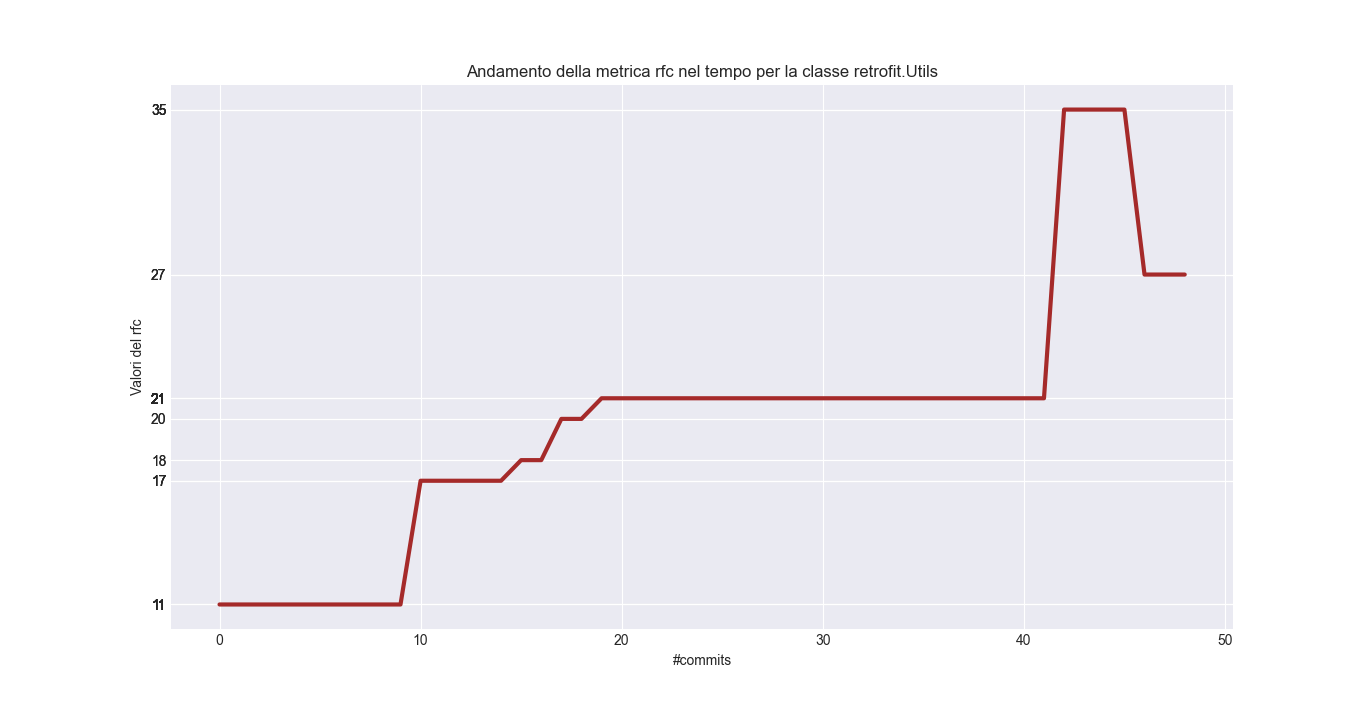 Andamento della metrica rfc nel tempo per la classe retrofit.Utils
35
27
21
20
18
17
11
Valori del rfc
0 10 20 30 40 50
#commits